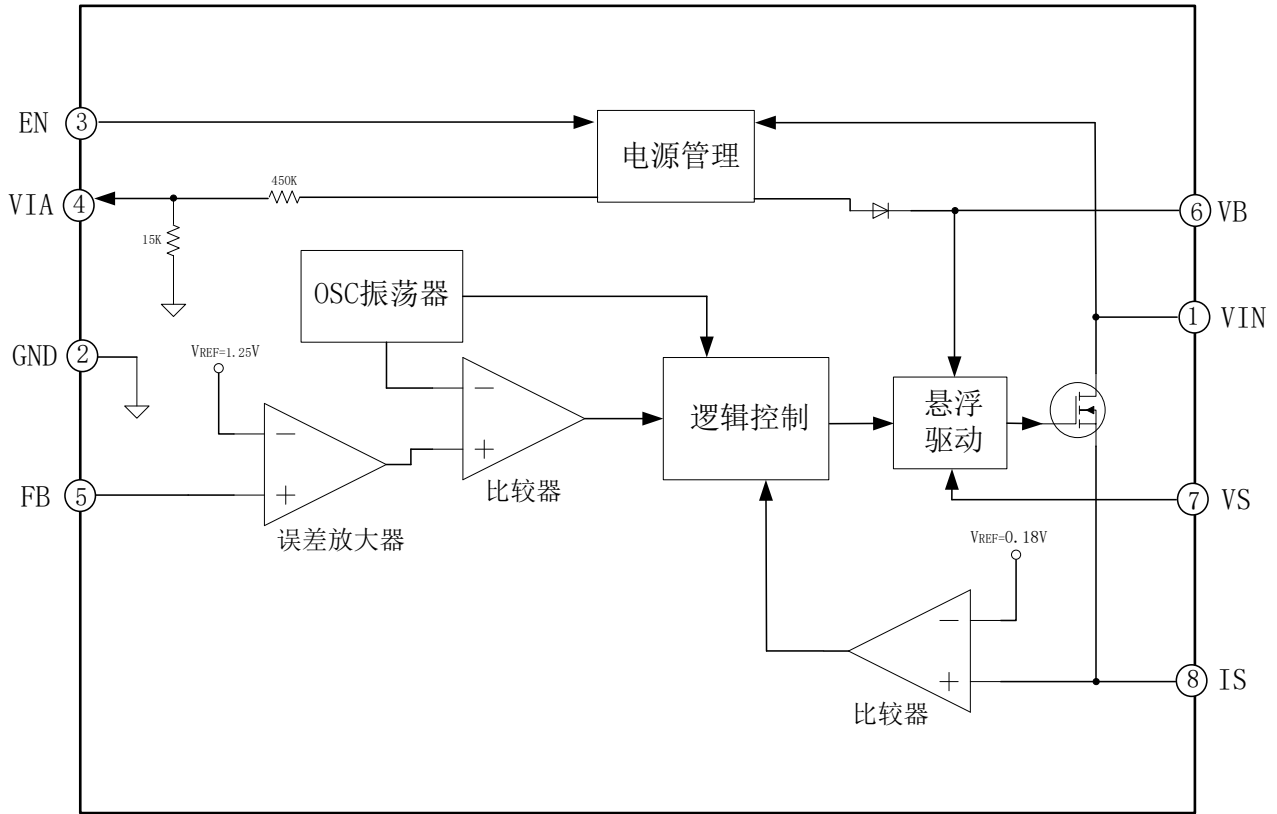 EN
3
电源管理
VIA
4
450K
15K
6
VB
OSC振荡器
1
VIN
GND
2
VREF=1.25V
逻辑控制
悬浮
驱动
−
+
比较器
−
+
误差放大器
FB
5
7
VS
VREF=0.18V
−
+
比较器
8
IS